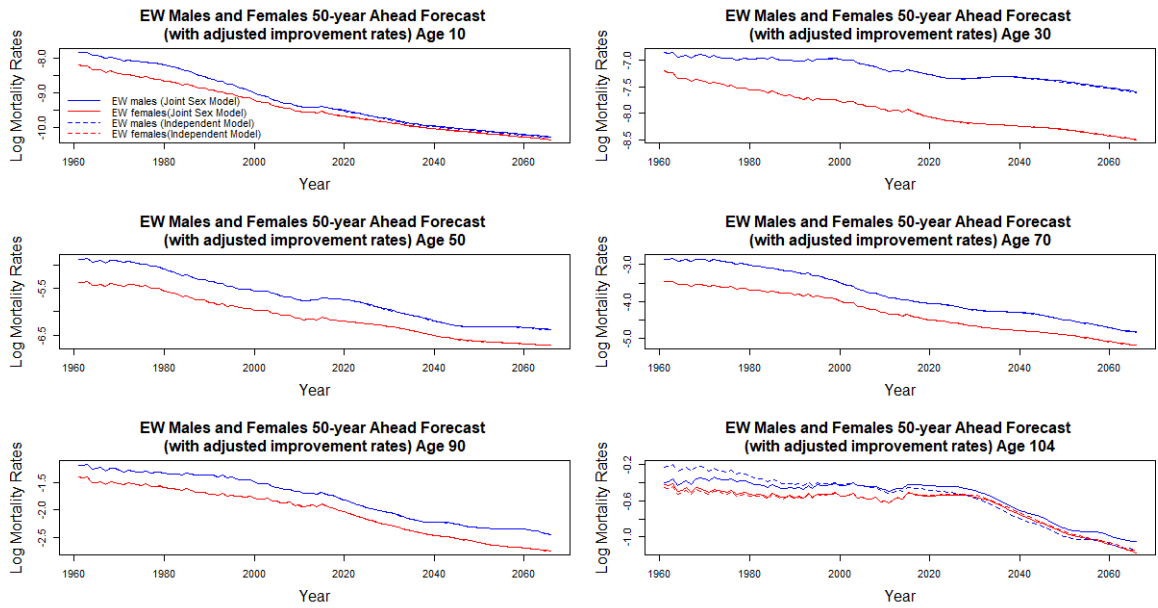 EW Males and Females 50-year Ahead Forecast
(with adjusted improvement rates) Age 10
Log Mortality Rates
-8.0
-9.0
-10.0
EW males (Joint Sex Model)
EW females(Joint Sex Model)
EW males (Independent Model)
EW females(Independent Model)
1960 1980 2000 2020 2040 2060
Year
EW Males and Females 50-year Ahead Forecast
(with adjusted improvement rates) Age 30
Log Mortality Rates
-7.0
-7.5
-8.0
-8.5
1960 1980 2000 2020 2040 2060
Year
EW Males and Females 50-year Ahead Forecast
(with adjusted improvement rates) Age 50
Log Mortality Rates
-5.5
-6.5
1960 1980 2000 2020 2040 2060
Year
EW Males and Females 50-year Ahead Forecast
(with adjusted improvement rates) Age 70
Log Mortality Rates
-3.0
-4.0
-5.0
1960 1980 2000 2020 2040 2060
Year
EW Males and Females 50-year Ahead Forecast
(with adjusted improvement rates) Age 90
Log Mortality Rates
-1.5
-2.0
-2.5
1960 1980 2000 2020 2040 2060
Year
EW Males and Females 50-year Ahead Forecast
(with adjusted improvement rates) Age 104
Log Mortality Rates
-0.2
-0.6
-1.0
1960 1980 2000 2020 2040 2060
Year